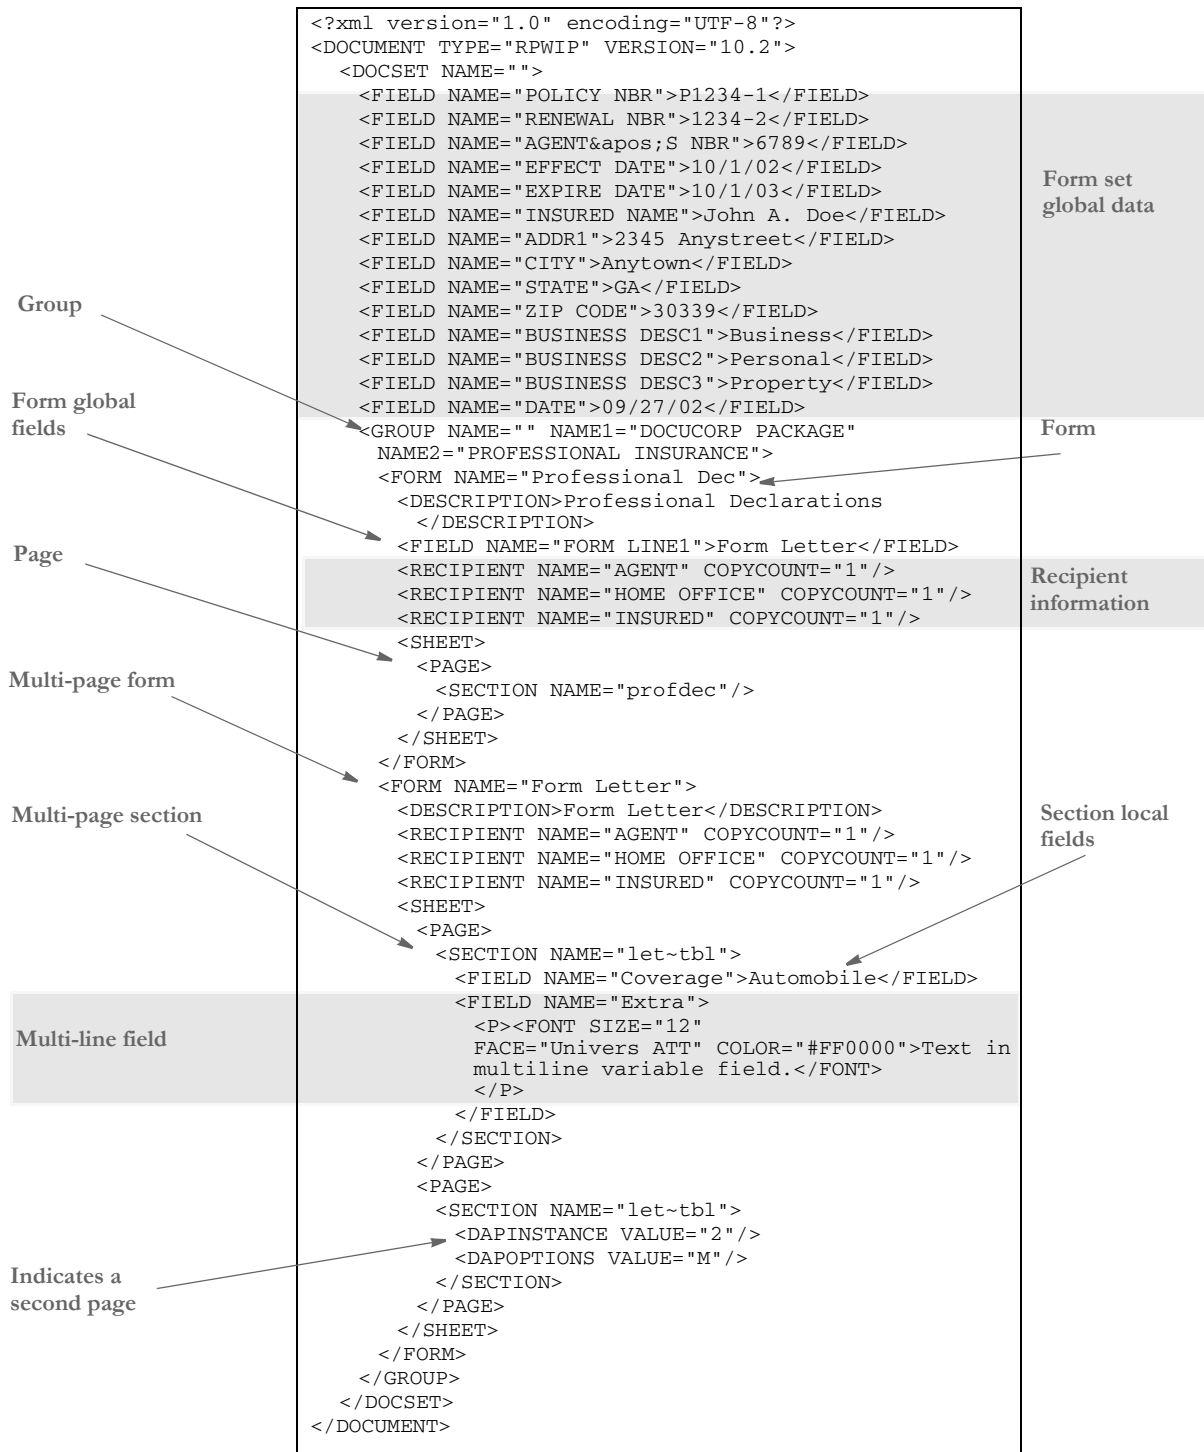 <?xml version="1.0" encoding="UTF-8"?>
<DOCUMENT TYPE="RPWIP" VERSION="10.2">
<DOCSET NAME="">
<FIELD NAME="POLICY NBR">P1234-1</FIELD>
<FIELD NAME="RENEWAL NBR">1234-2</FIELD>
<FIELD NAME="AGENT&apos;S NBR">6789</FIELD>
<FIELD NAME="EFFECT DATE">10/1/02</FIELD>
<FIELD NAME="EXPIRE DATE">10/1/03</FIELD>
<FIELD NAME="INSURED NAME">John A. Doe</FIELD>
<FIELD NAME="ADDR1">2345 Anystreet</FIELD>
<FIELD NAME="CITY">Anytown</FIELD>
<FIELD NAME="STATE">GA</FIELD>
<FIELD NAME="ZIP CODE">30339</FIELD>
<FIELD NAME="BUSINESS DESC1">Business</FIELD>
<FIELD NAME="BUSINESS DESC2">Personal</FIELD>
<FIELD NAME="BUSINESS DESC3">Property</FIELD>
<FIELD NAME="DATE">09/27/02</FIELD>
<GROUP NAME="" NAME1="DOCUCORP PACKAGE"
NAME2="PROFESSIONAL INSURANCE">
<FORM NAME="Professional Dec">
<DESCRIPTION>Professional Declarations
</DESCRIPTION>
<FIELD NAME="FORM LINE1">Form Letter</FIELD>
<RECIPIENT NAME="AGENT" COPYCOUNT="1"/>
<RECIPIENT NAME="HOME OFFICE" COPYCOUNT="1"/>
<RECIPIENT NAME="INSURED" COPYCOUNT="1"/>
<SHEET>
<PAGE>
<SECTION NAME="profdec"/>
</PAGE>
</SHEET>
</FORM>
<FORM NAME="Form Letter">
<DESCRIPTION>Form Letter</DESCRIPTION>
<RECIPIENT NAME="AGENT" COPYCOUNT="1"/>
<RECIPIENT NAME="HOME OFFICE" COPYCOUNT="1"/>
<RECIPIENT NAME="INSURED" COPYCOUNT="1"/>
<SHEET>
<PAGE>
<SECTION NAME="let~tbl">
<FIELD NAME="Coverage">Automobile</FIELD>
<FIELD NAME="Extra">
<P><FONT SIZE="12"
FACE="Univers ATT" COLOR="#FF0000">Text in
multiline variable field.</FONT>
</P>
</FIELD>
</SECTION>
</PAGE>
<PAGE>
<SECTION NAME="let~tbl">
<DAPINSTANCE VALUE="2"/>
<DAPOPTIONS VALUE="M"/>
</SECTION>
</PAGE>
</SHEET>
</FORM>
</GROUP>
</DOCSET>
</DOCUMENT>
Group
Form global
fields
Page
Multi-page form
Multi-page section
Multi-line field
Indicates a
second page
Form set
global data
Form
Recipient
information
Section local
fields